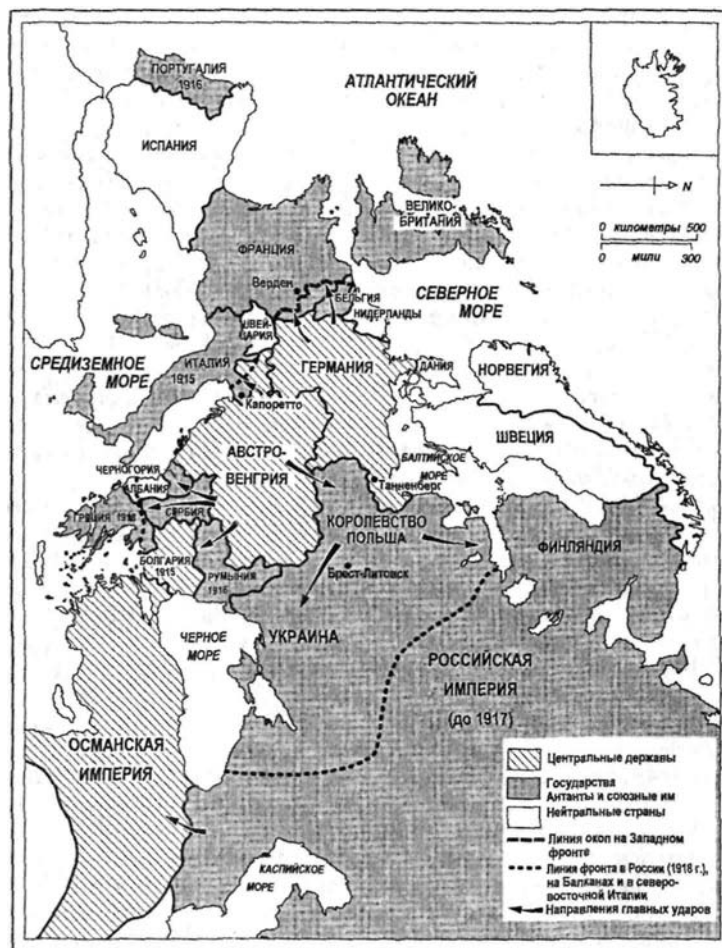 ПОРТУГАЛИЯ
1916
АТЛАНТИЧЕСКИЙ
ОКЕАН
ИСПАНИЯ
N
ВЕЛИКО-
БРИТАНИЯ
0 километры 500
0 мили 300
ФРАНЦИЯ
Верден
БЕЛЬГИЯ
НИДЕРЛАНДЫ
СЕВЕРНОЕ
МОРЕ
ШВЕЙ-
ЦАРИЯ
СРЕДИЗЕМНОЕ
МОРЕ
ИТАЛИЯ
1915
ГЕРМАНИЯ
ДАНИЯ
НОРВЕГИЯ
Капоретто
ШВЕЦИЯ
АВСТРО-
ВЕНГРИЯ
БАЛТИЙСКОЕ
МОРЕ
ЧЕРНОГОРИЯ
АЛБАНИЯ
Танненберг
ГРЕЦИЯ 1916
СЕРБИЯ
КОРОЛЕВСТВО
ПОЛЬША
ФИНЛЯНДИЯ
БОЛГАРИЯ
1915
РУМЫНИЯ
1916
Брест-Литовск
ЧЕРНОЕ
МОРЕ
УКРАИНА
РОССИЙСКАЯ
ИМПЕРИЯ
(до 1917)
ОСМАНСКАЯ
ИМПЕРИЯ
КАСПИЙСКОЕ
МОРЕ
Центральные державы
Государства
Антанты и союзные им
Нейтральные страны
Линия окоп на Западном
фронте
Линия фронта в России (1918 г.),
на Балканах и в северо-
восточной Италии
Направления главных ударов